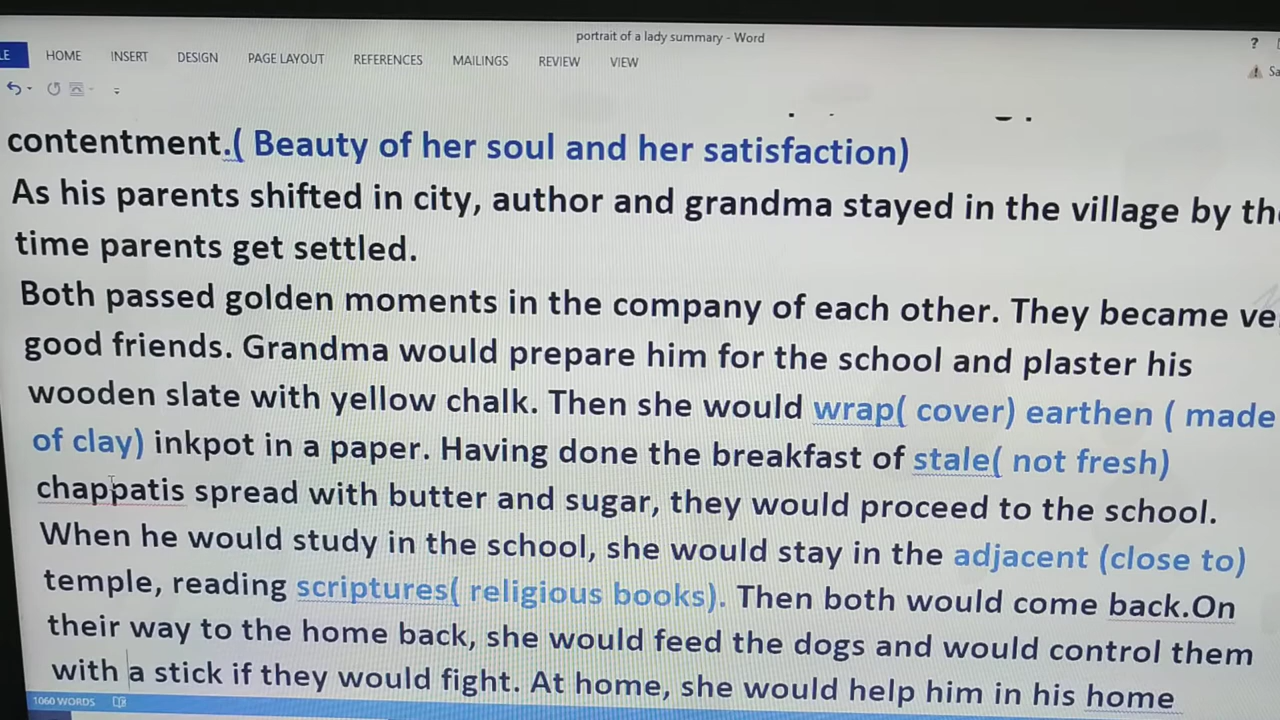 portrait of a lady summary - Word
?
HOME INSERT DESIGN PAGE LAYOUT REFERENCES MAILINGS REVIEW VIEW
contentment.( Beauty of her soul and her satisfaction)
As his parents shifted in city, author and grandma stayed in the village by the
time parents get settled.
Both passed golden moments in the company of each other. They became ve
good friends. Grandma would prepare him for the school and plaster his
wooden slate with yellow chalk. Then she would wrap( cover) earthen ( made
of clay) inkpot in a paper. Having done the breakfast of stale( not fresh)
chappatis spread with butter and sugar, they would proceed to the school.
When he would study in the school, she would stay in the adjacent (close to)
temple, reading scriptures( religious books). Then both would come back.On
their way to the home back, she would feed the dogs and would control them
with a stick if they would fight. At home, she would help him in his home
1060 WORDS